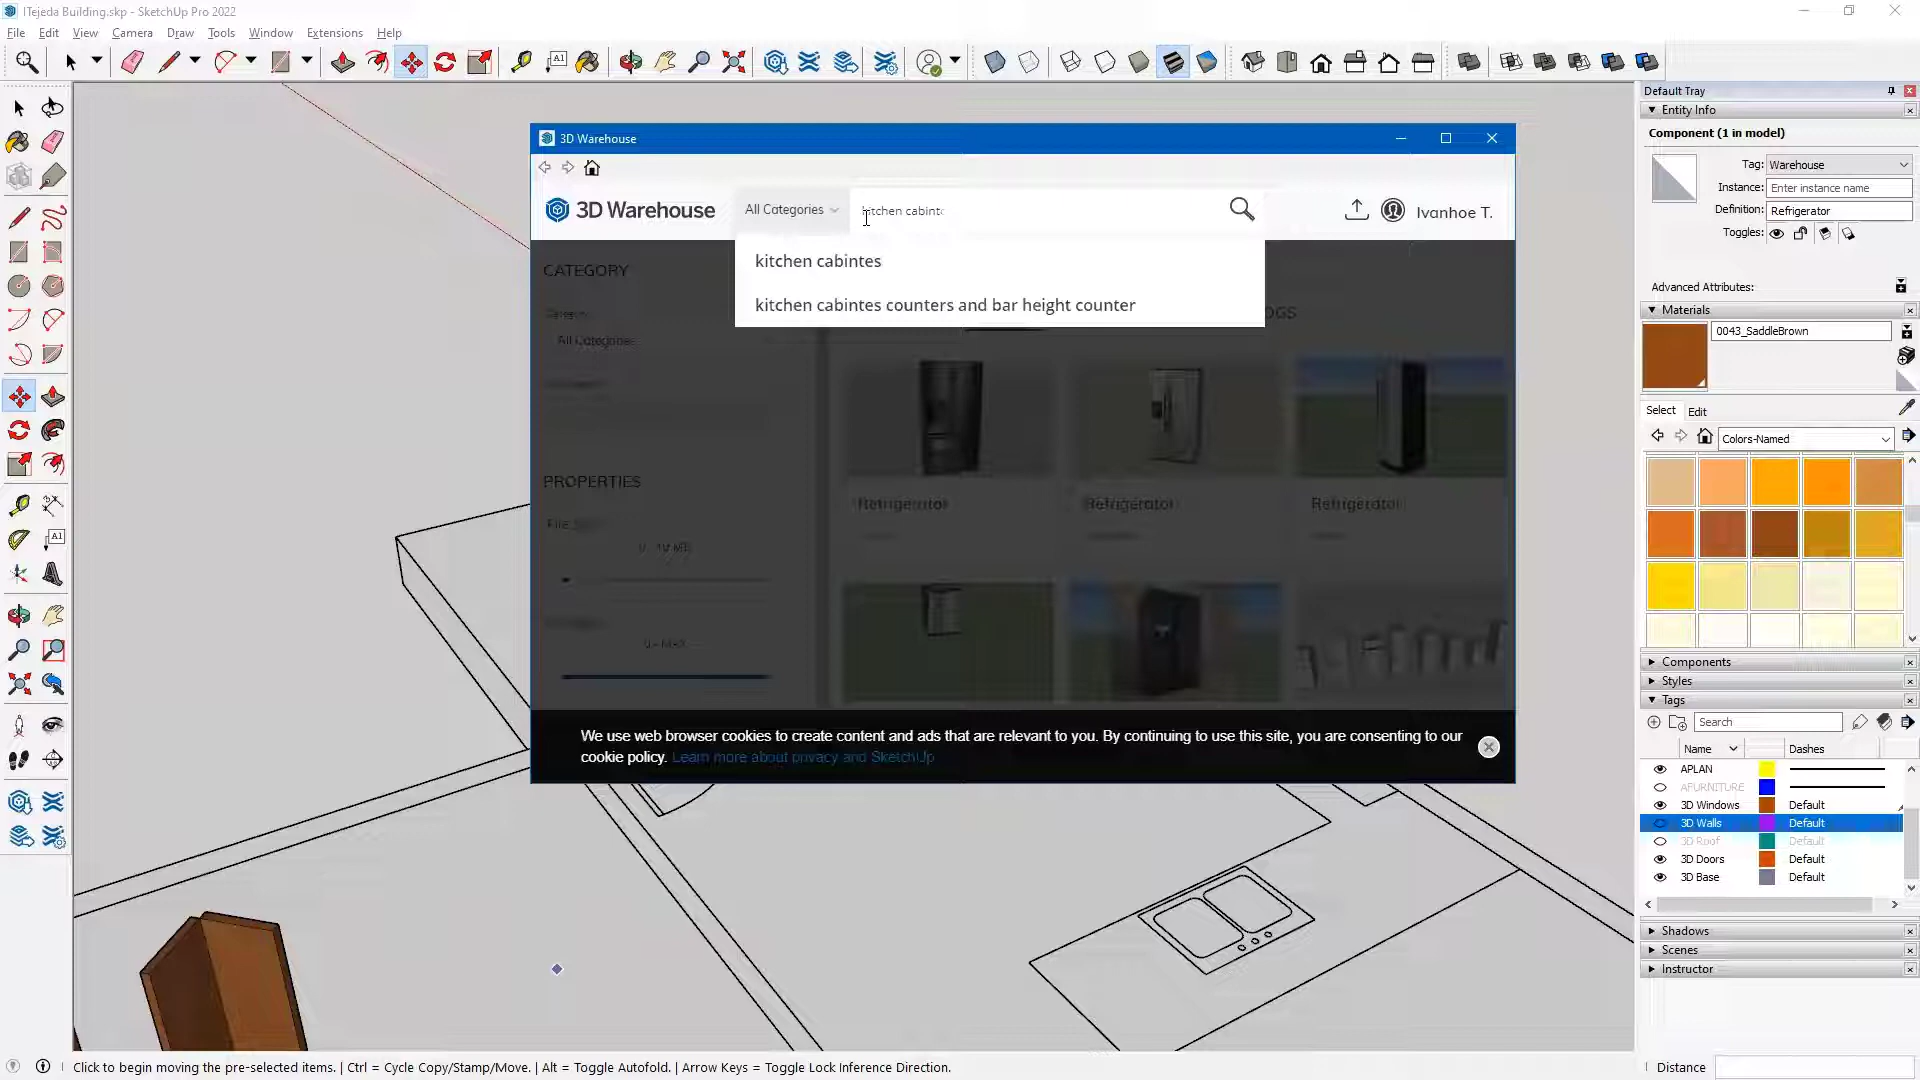 ITejeda Building.skp - SketchUp Pro 2022
File Edit View Camera Draw Tools Window Extensions Help
Default Tray
Entity Info
Component (1 in model)
Tag: Warehouse
Instance: Enter instance name
Definition: Refrigerator
Toggles:
Advanced Attributes:
Materials
0043_SaddleBrown
Select Edit
Colors-Named
Components
Styles
Tags
Search
Name Dashes
APLAN
AFURNITURE
3D Windows Default
3D Walls Default
3D Roof Default
3D Doors Default
3D Base Default
Shadows
Scenes
Instructor
3D Warehouse
3D Warehouse All Categories kitchen cabinte Ivanhoe T.
kitchen cabintes
kitchen cabintes counters and bar height counter
CATEGORY
All Categories
PROPERTIES
Refrigerator Refrigerator Refrigerator
We use web browser cookies to create content and ads that are relevant to you. By continuing to use this site, you are consenting to our
cookie policy. Learn more about privacy and SketchUp
Click to begin moving the pre-selected items. | Ctrl = Cycle Copy/Stamp/Move. | Alt = Toggle Autofold. | Arrow Keys = Toggle Lock Inference Direction.
Distance